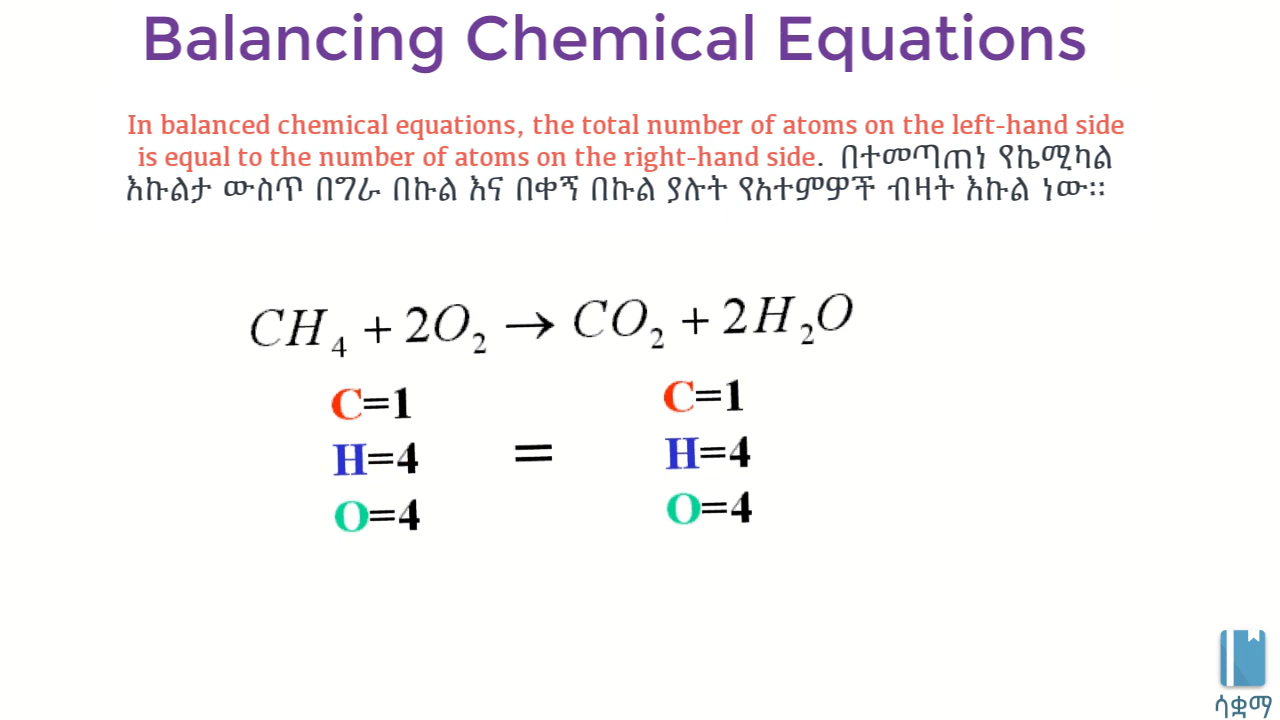 Balancing Chemical Equations
In balanced chemical equations, the total number of atoms on the left-hand side
is equal to the number of atoms on the right-hand side. በተመጣጠነ የኬሚካል
እኩልታ ውስጥ በግራ በኩል እና በቀኝ በኩል ያሉት የአተምዎች ብዛት እኩል ነው፡፡
CH₄ + 2O₂ → CO₂ + 2H₂O
C=1 C=1
H=4 = H=4
O=4 O=4
ሳቋማ